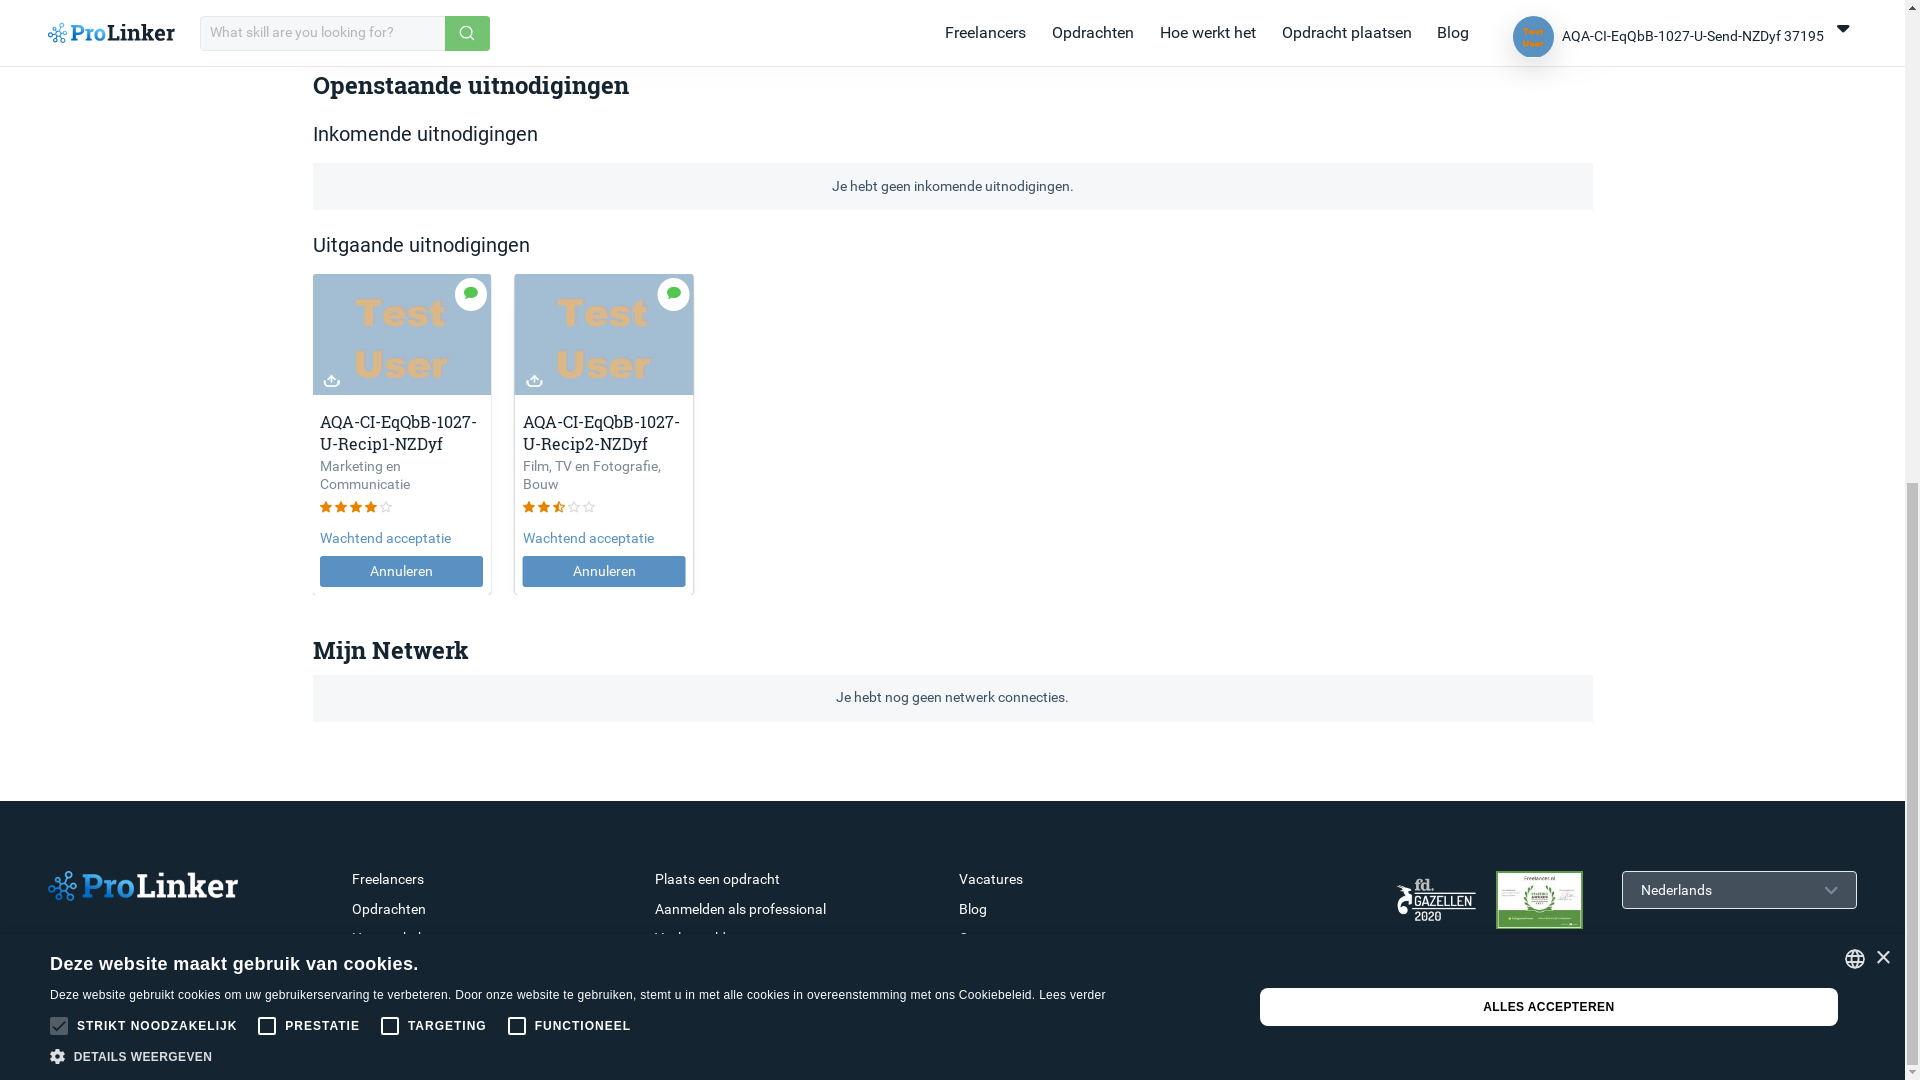 ProLinker
What skill are you looking for?
Freelancers
Opdrachten
Hoe werkt het
Opdracht plaatsen
Blog
Test User
AQA-CI-EqQbB-1027-U-Send-NZDyf 37195
Openstaande uitnodigingen
Inkomende uitnodigingen
Je hebt geen inkomende uitnodigingen.
Uitgaande uitnodigingen
Test
User
AQA-CI-EqQbB-1027-
U-Recip1-NZDyf
Marketing en
Communicatie
Wachtend acceptatie
Annuleren
Test
User
AQA-CI-EqQbB-1027-
U-Recip2-NZDyf
Film, TV en Fotografie,
Bouw
Wachtend acceptatie
Annuleren
Mijn Netwerk
Je hebt nog geen netwerk connecties.
ProLinker
Freelancers
Opdrachten
Plaats een opdracht
Aanmelden als professional
Vacatures
Blog
fd.
GAZELLEN
2020
Freelancer.nl
Nederlands
Deze website maakt gebruik van cookies.
Deze website gebruikt cookies om uw gebruikerservaring te verbeteren. Door onze website te gebruiken, stemt u in met alle cookies in overeenstemming met ons Cookiebeleid. Lees verder
STRIKT NOODZAKELIJK
PRESTATIE
TARGETING
FUNCTIONEEL
DETAILS WEERGEVEN
ALLES ACCEPTEREN